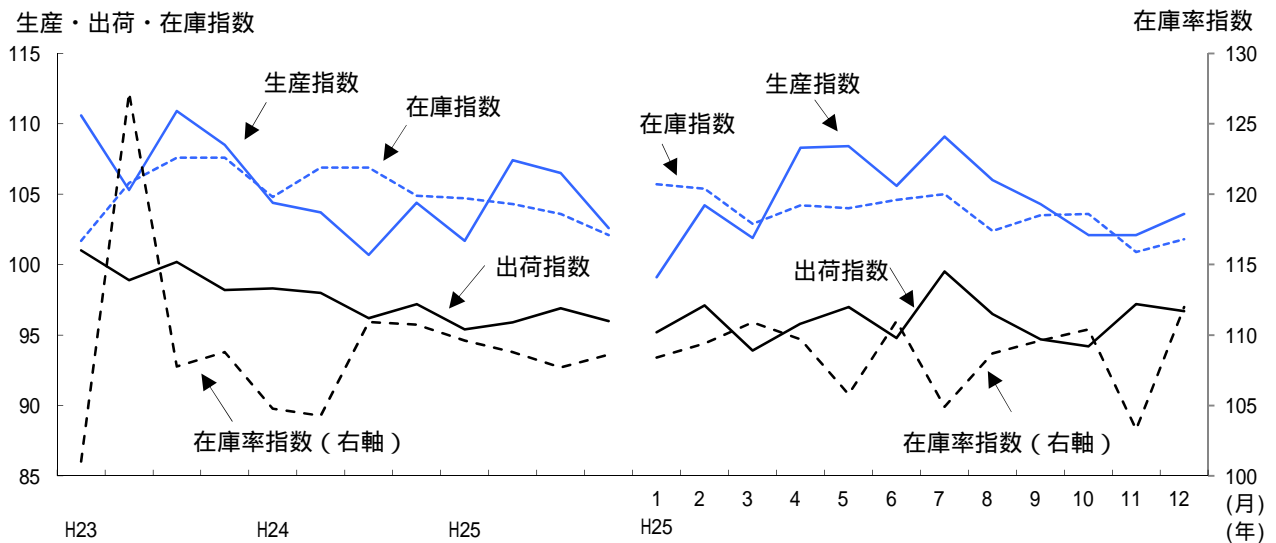 生産・出荷・在庫指数
在庫率指数
115
110
105
100
95
90
85
130
125
120
115
110
105
100
生産指数
在庫指数
出荷指数
在庫率指数（右軸）
在庫指数
生産指数
出荷指数
在庫率指数（右軸）
1 2 3 4 5 6 7 8 9 10 11 12 (月)
H23 H24 H25 H25 (年)